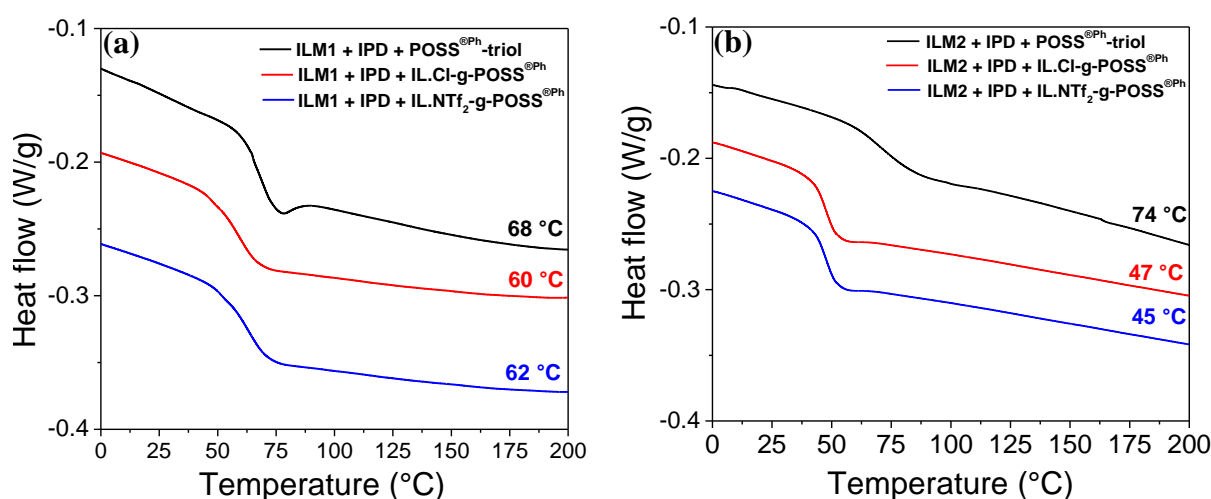 (a)
ILM1 + IPD + POSS®Ph-triol
ILM1 + IPD + IL.Cl-g-POSS®Ph
ILM1 + IPD + IL.NTf2-g-POSS®Ph
-0.1
-0.2
-0.3
-0.4
Heat flow (W/g)
68 °C
60 °C
62 °C
0 25 50 75 100 125 150 175 200
Temperature (°C)
(b)
ILM2 + IPD + POSS®Ph-triol
ILM2 + IPD + IL.Cl-g-POSS®Ph
ILM2 + IPD + IL.NTf2-g-POSS®Ph
-0.1
-0.2
-0.3
-0.4
Heat flow (W/g)
74 °C
47 °C
45 °C
0 25 50 75 100 125 150 175 200
Temperature (°C)